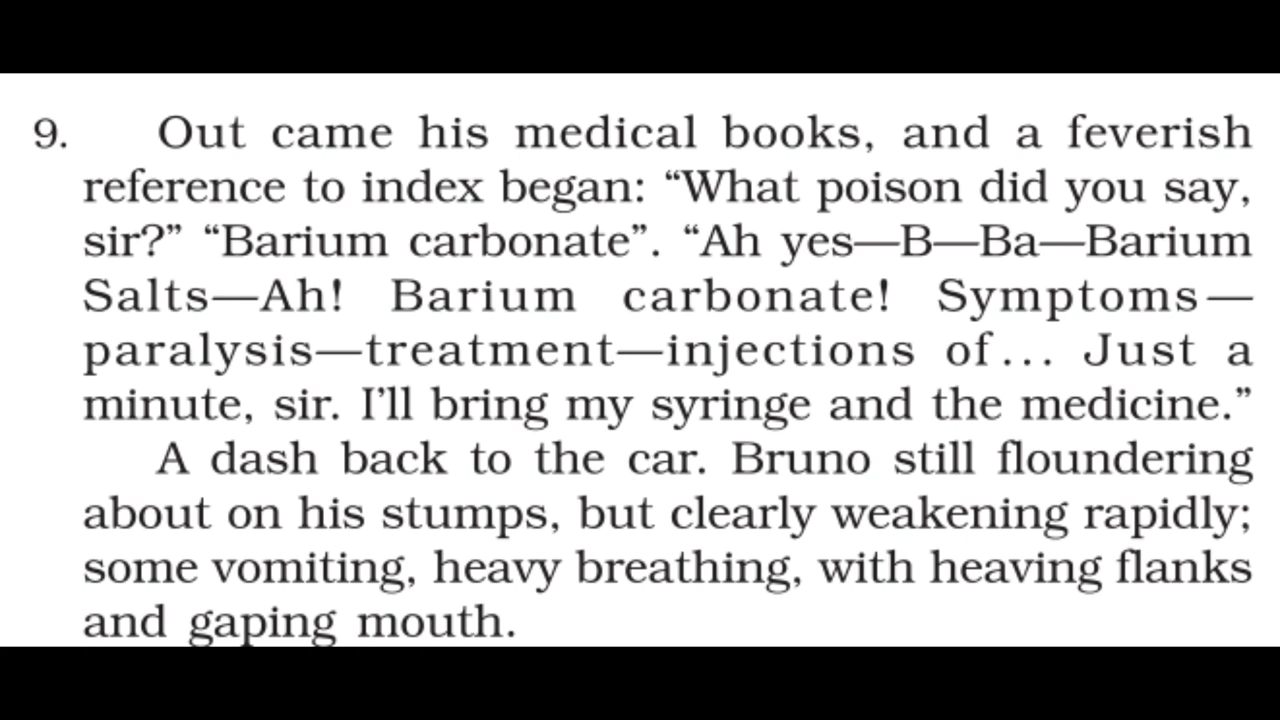 9. Out came his medical books, and a feverish
reference to index began: “What poison did you say,
sir?” “Barium carbonate”. “Ah yes—B—Ba—Barium
Salts—Ah! Barium carbonate! Symptoms—
paralysis—treatment—injections of... Just a
minute, sir. I’ll bring my syringe and the medicine.”
A dash back to the car. Bruno still floundering
about on his stumps, but clearly weakening rapidly;
some vomiting, heavy breathing, with heaving flanks
and gaping mouth.